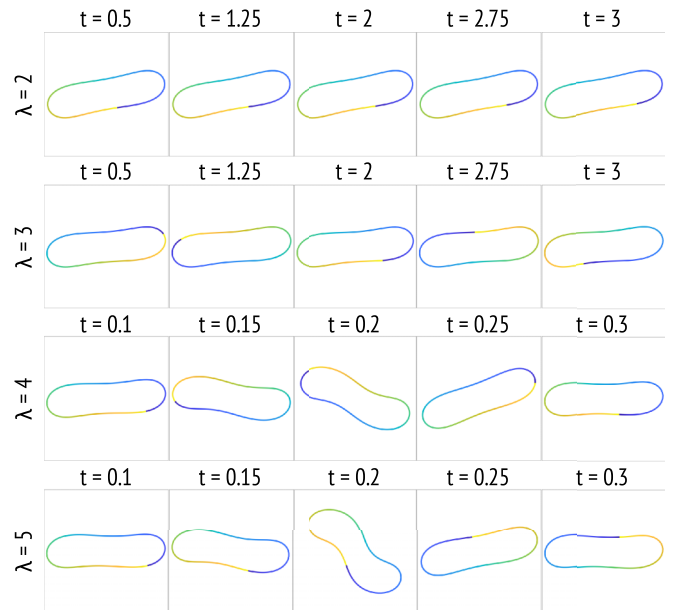 t = 0.5 t = 1.25 t = 2 t = 2.75 t = 3
λ = 2
t = 0.5 t = 1.25 t = 2 t = 2.75 t = 3
λ = 3
t = 0.1 t = 0.15 t = 0.2 t = 0.25 t = 0.3
λ = 4
t = 0.1 t = 0.15 t = 0.2 t = 0.25 t = 0.3
λ = 5